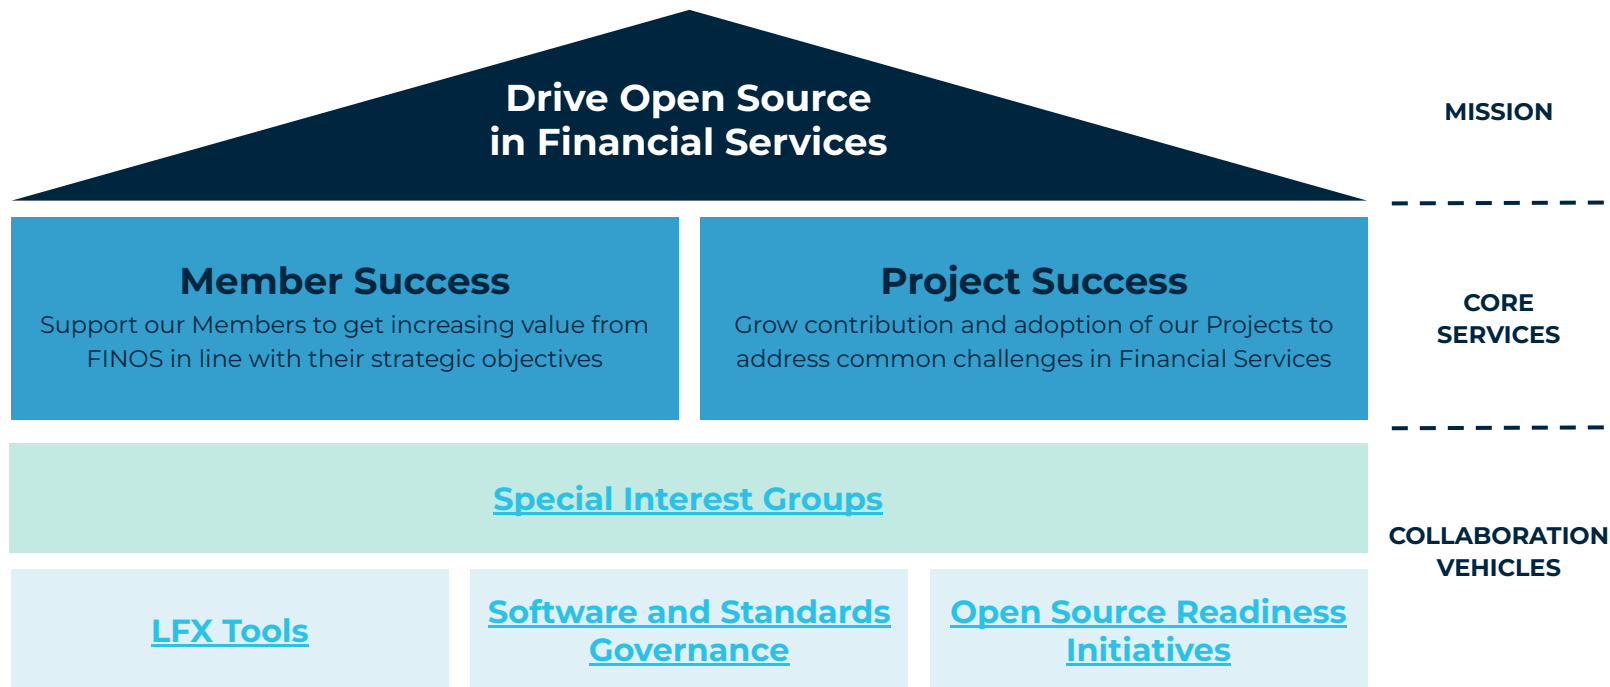 Drive Open Source
in Financial Services
MISSION
Member Success
Support our Members to get increasing value from
FINOS in line with their strategic objectives
Project Success
Grow contribution and adoption of our Projects to
address common challenges in Financial Services
CORE
SERVICES
Special Interest Groups
COLLABORATION
VEHICLES
LFX Tools
Software and Standards
Governance
Open Source Readiness
Initiatives